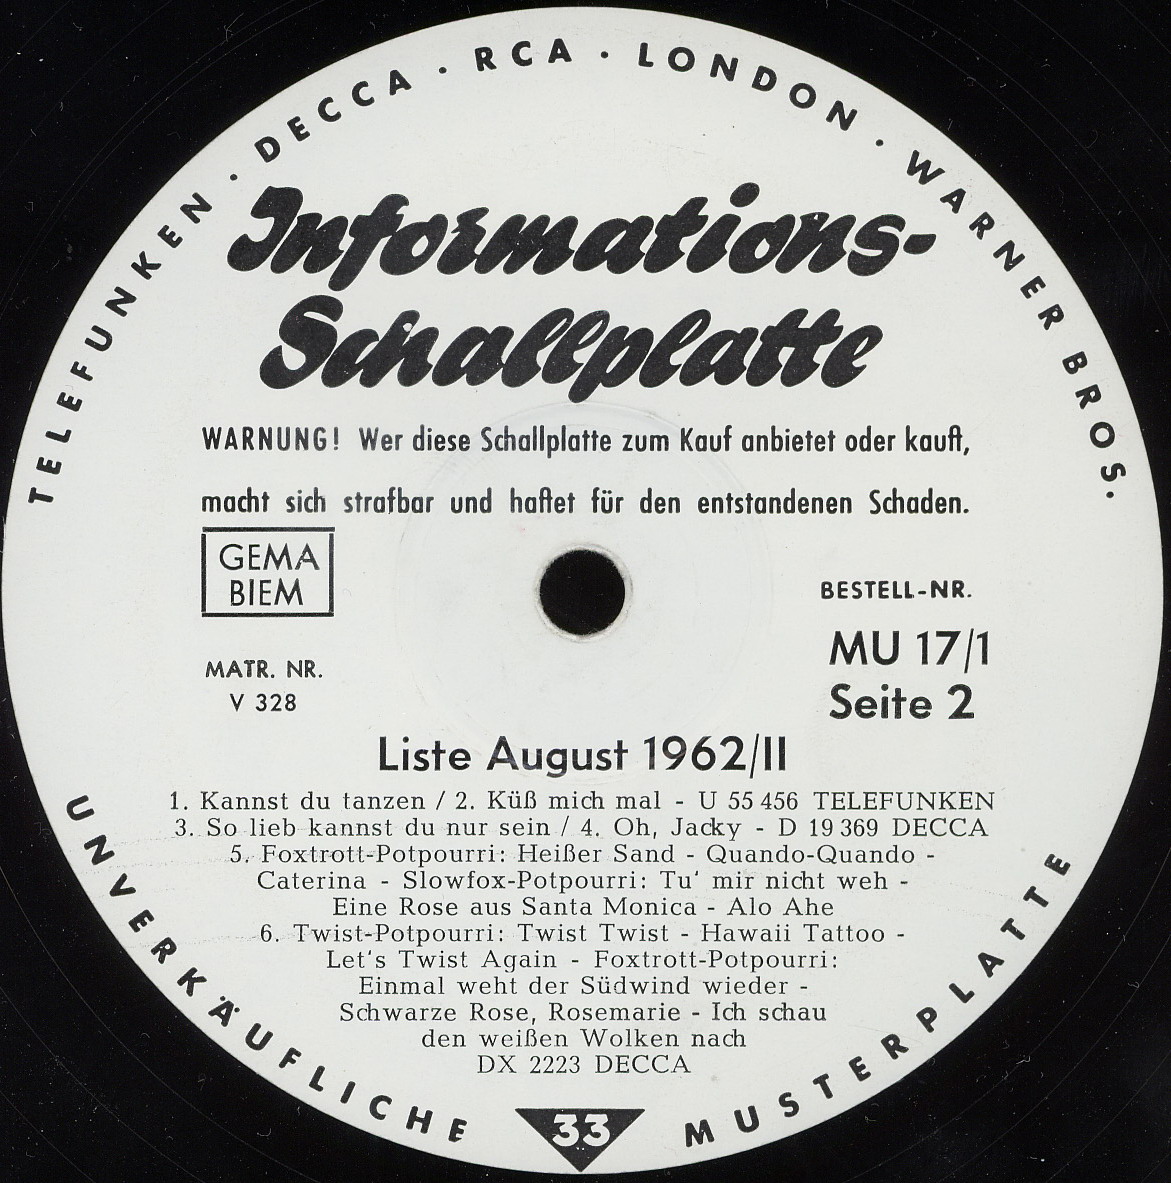 TELEFUNKEN · DECCA · RCA · LONDON · WARNER BROS.
Informations-
Schallplatte
WARNUNG! Wer diese Schallplatte zum Kauf anbietet oder kauft,
macht sich strafbar und haftet für den entstandenen Schaden.
GEMA
BIEM
BESTELL-NR.
MU 17/1
Seite 2
MATR. NR.
V 328
Liste August 1962/II
1. Kannst du tanzen / 2. Küß mich mal - U 55 456 TELEFUNKEN
3. So lieb kannst du nur sein / 4. Oh, Jacky - D 19 369 DECCA
5. Foxtrott-Potpourri: Heißer Sand - Quando-Quando -
Caterina - Slowfox-Potpourri: Tu' mir nicht weh -
Eine Rose aus Santa Monica - Alo Ahe
6. Twist-Potpourri: Twist Twist - Hawaii Tattoo -
Let's Twist Again - Foxtrott-Potpourri:
Einmal weht der Südwind wieder -
Schwarze Rose, Rosemarie - Ich schau
den weißen Wolken nach
DX 2223 DECCA
UNVERKÄUFLICHE
33
MUSTERPLATTE